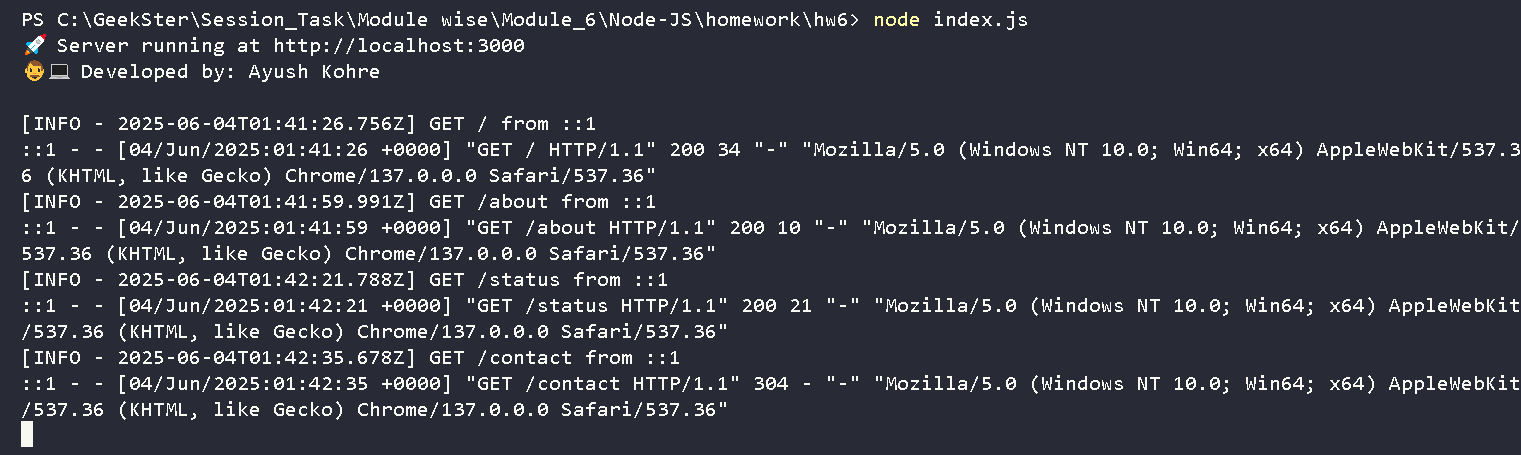 PS C:\GeekSter\Session_Task\Module wise\Module_6\Node-JS\homework\hw6> node index.js
🚀 Server running at http://localhost:3000
👨💻 Developed by: Ayush Kohre
[INFO - 2025-06-04T01:41:26.756Z] GET / from ::1
::1 - - [04/Jun/2025:01:41:26 +0000] "GET / HTTP/1.1" 200 34 "-" "Mozilla/5.0 (Windows NT 10.0; Win64; x64) AppleWebKit/537.3
6 (KHTML, like Gecko) Chrome/137.0.0.0 Safari/537.36"
[INFO - 2025-06-04T01:41:59.991Z] GET /about from ::1
::1 - - [04/Jun/2025:01:41:59 +0000] "GET /about HTTP/1.1" 200 10 "-" "Mozilla/5.0 (Windows NT 10.0; Win64; x64) AppleWebKit/
537.36 (KHTML, like Gecko) Chrome/137.0.0.0 Safari/537.36"
[INFO - 2025-06-04T01:42:21.788Z] GET /status from ::1
::1 - - [04/Jun/2025:01:42:21 +0000] "GET /status HTTP/1.1" 200 21 "-" "Mozilla/5.0 (Windows NT 10.0; Win64; x64) AppleWebKit
/537.36 (KHTML, like Gecko) Chrome/137.0.0.0 Safari/537.36"
[INFO - 2025-06-04T01:42:35.678Z] GET /contact from ::1
::1 - - [04/Jun/2025:01:42:35 +0000] "GET /contact HTTP/1.1" 304 - "-" "Mozilla/5.0 (Windows NT 10.0; Win64; x64) AppleWebKit
/537.36 (KHTML, like Gecko) Chrome/137.0.0.0 Safari/537.36"